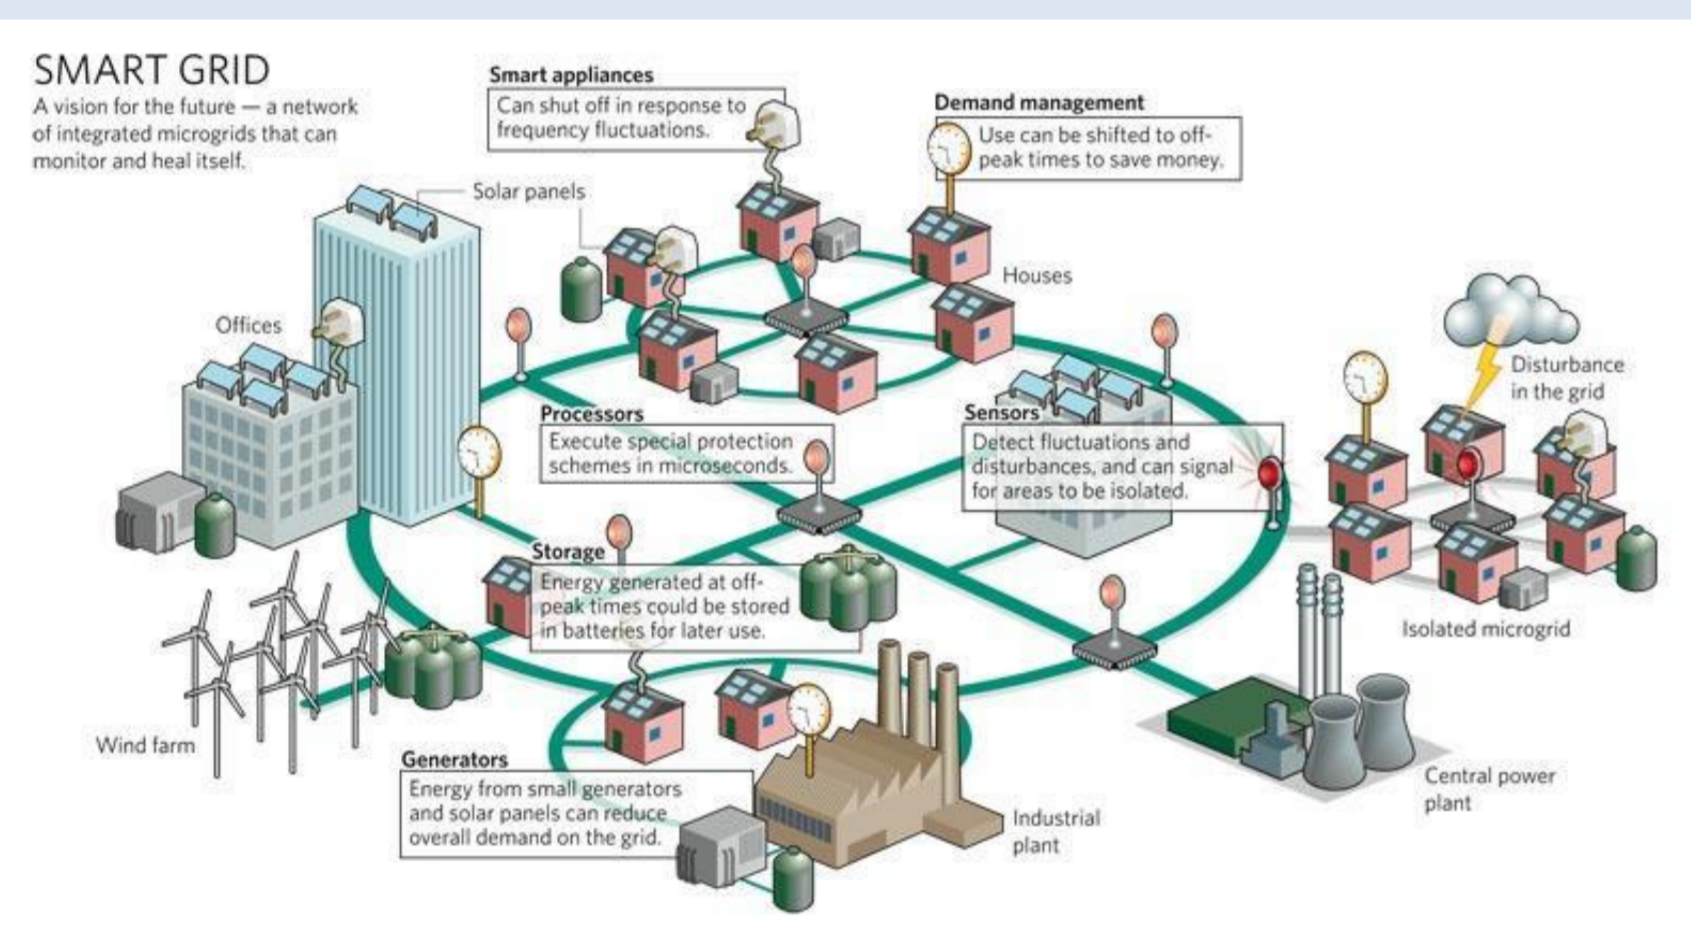 SMART GRID
A vision for the future — a network
of integrated microgrids that can
monitor and heal itself.
Smart appliances
Can shut off in response to
frequency fluctuations.
Demand management
Use can be shifted to off-
peak times to save money.
Solar panels
Houses
Offices
Disturbance
in the grid
Processors
Execute special protection
schemes in microseconds.
Sensors
Detect fluctuations and
disturbances, and can signal
for areas to be isolated.
Storage
Energy generated at off-
peak times could be stored
in batteries for later use.
Isolated microgrid
Wind farm
Generators
Energy from small generators
and solar panels can reduce
overall demand on the grid.
Central power
plant
Industrial
plant